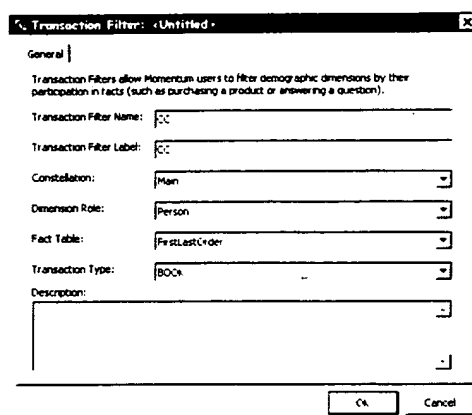 Transaction Filter: <Untitled>
General
Transaction Filters allow Momentum users to filter demographic dimensions by their
participation in facts (such as purchasing a product or answering a question).
Transaction Filter Name: CC
Transaction Filter Label: CC
Constellation: Main
Dimension Role: Person
Fact Table: FirstLastOrder
Transaction Type: BOOK
Description:
OK Cancel